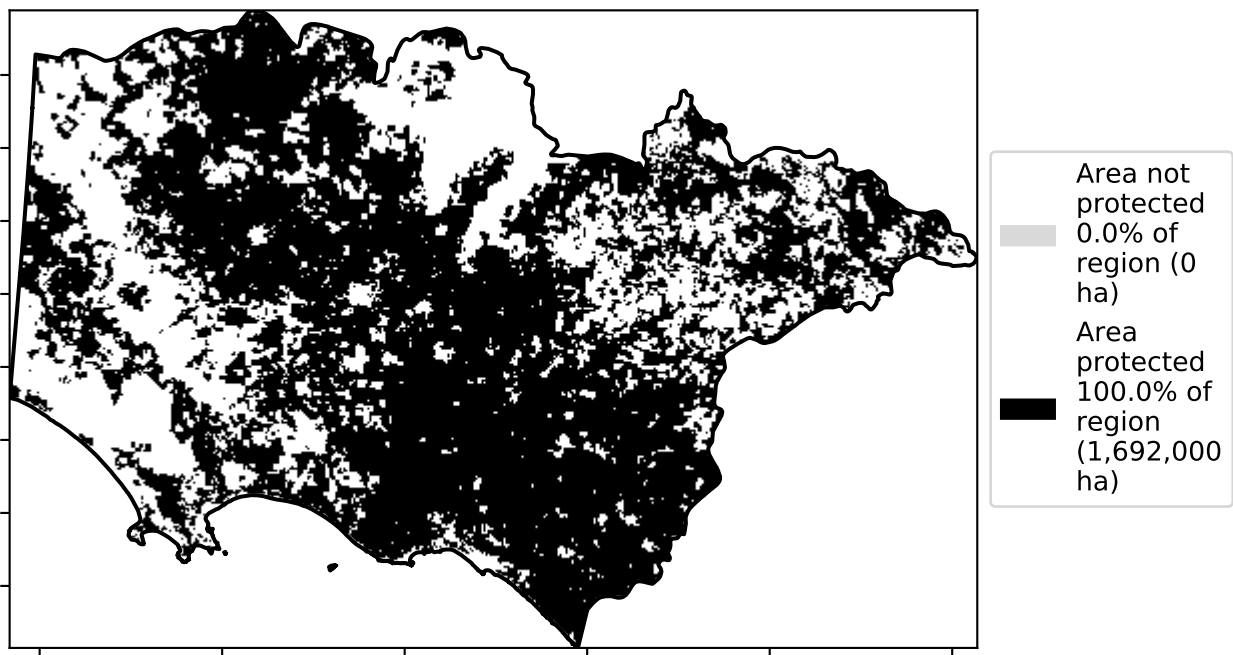 Area not
protected
0.0% of
region (0
ha)
Area
protected
100.0% of
region
(1,692,000
ha)